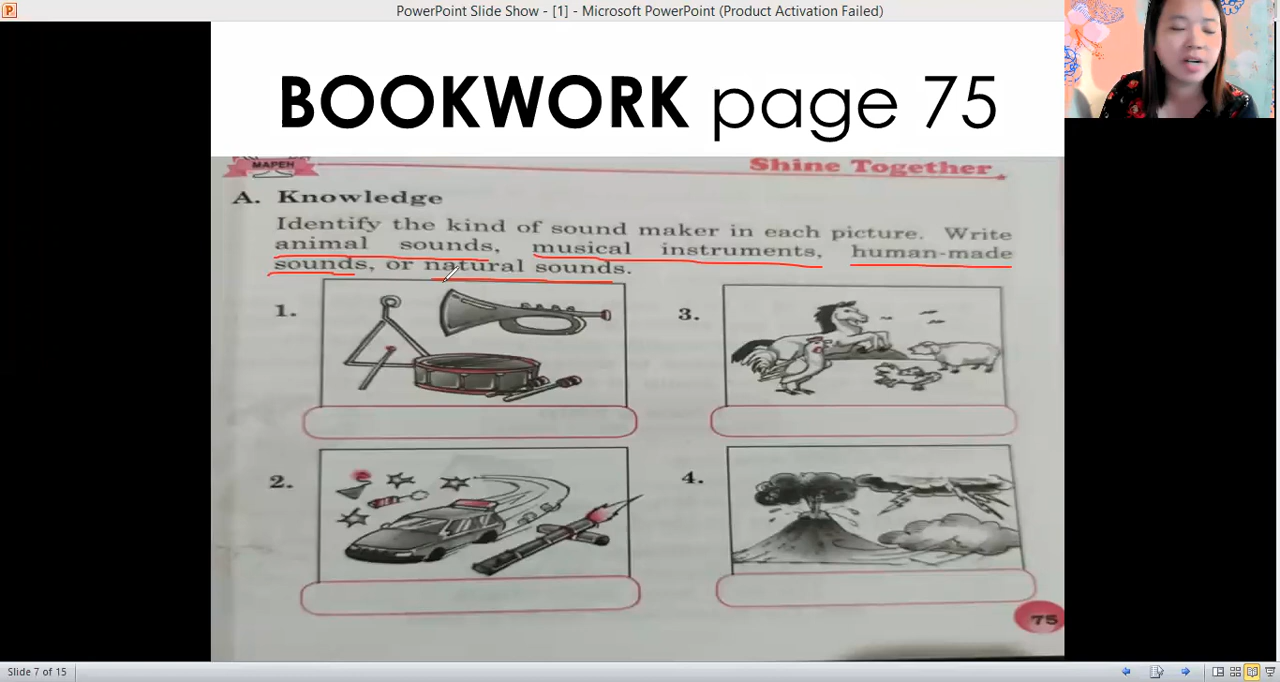 PowerPoint Slide Show - [1] - Microsoft PowerPoint (Product Activation Failed)
BOOKWORK page 75
MAPEH
Shine Together
A. Knowledge
Identify the kind of sound maker in each picture. Write
animal sounds, musical instruments, human-made
sounds, or natural sounds.
1.
3.
2.
4.
75
Slide 7 of 15